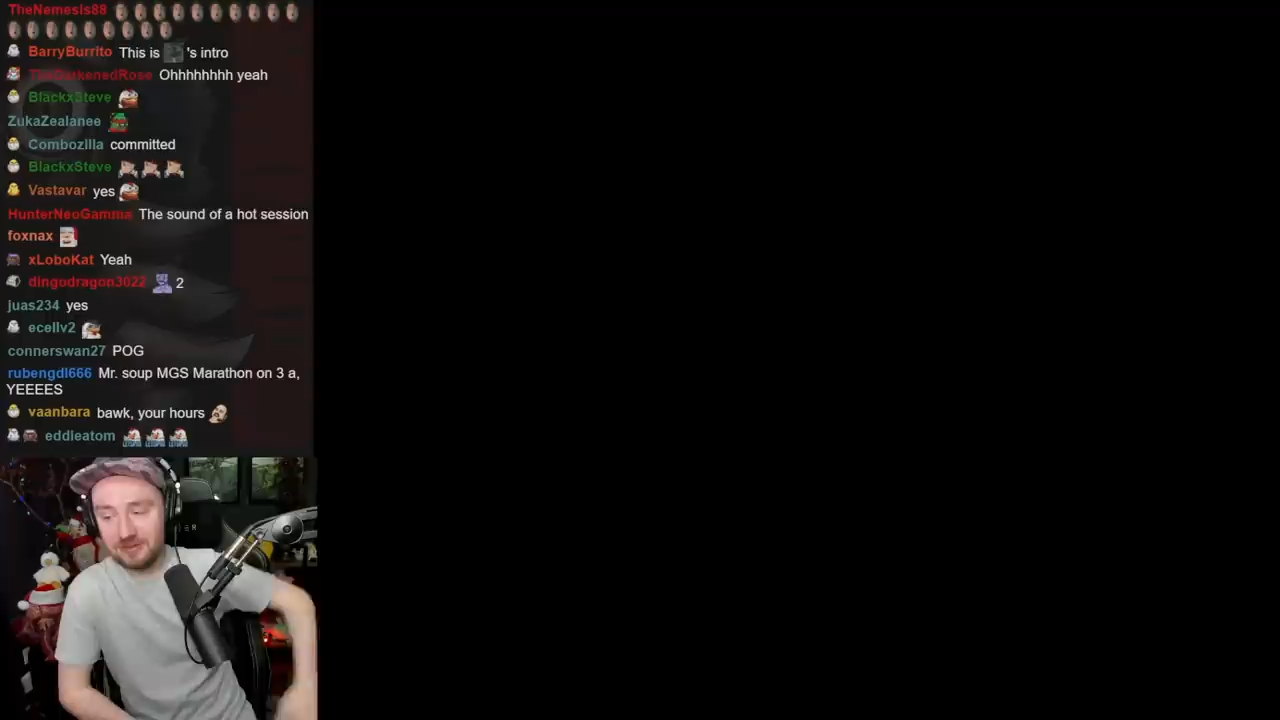 TheNemesis88
BarryBurrito This is 's intro
TheDarkenedRose Ohhhhhhhh yeah
BlackxSteve
ZukaZealanee
Combozilla committed
BlackxSteve
Vastavar yes
HunterNeoGamma The sound of a hot session
foxnax
xLoboKat Yeah
dingodragon3022 2
juas234 yes
ecellv2
connerswan27 POG
rubengdl666 Mr. soup MGS Marathon on 3 a,
YEEEES
vaanbara bawk, your hours
eddieatom